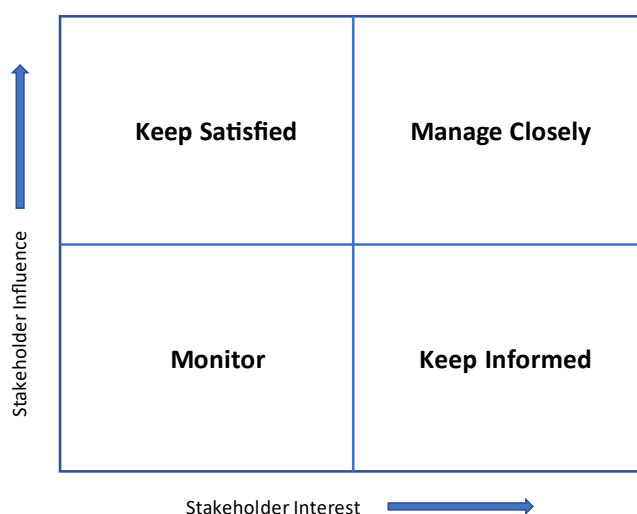 Keep Satisfied
Manage Closely
Stakeholder Influence
Monitor
Keep Informed
Stakeholder Interest